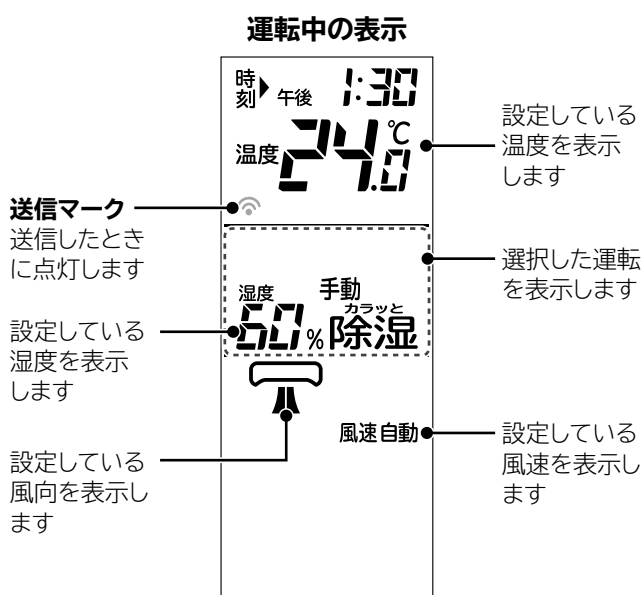 運転中の表示
時刻 午後 1:30
温度 24.0 ℃
設定している
温度を表示
します
送信マーク
送信したとき
に点灯します
選択した運転
を表示します
湿度 手動
カラッと
60 % 除湿
設定している
湿度を表示
します
風速自動
設定している
風向を表示し
ます
設定している
風速を表示し
ます